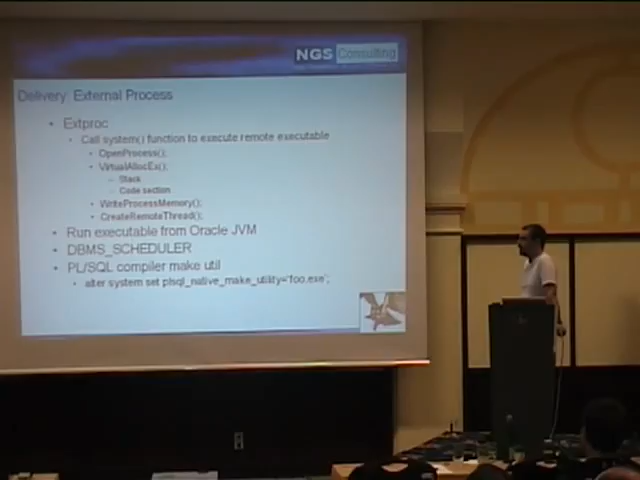 NGS Consulting
Delivery: External Process
• Extproc
• Call system() function to execute remote executable
• OpenProcess();
• VirtualAllocEx();
– Stack
– Code section
• WriteProcessMemory();
• CreateRemoteThread();
• Run executable from Oracle JVM
• DBMS_SCHEDULER
• PL/SQL compiler make util
• alter system set plsql_native_make_utility='foo.exe';